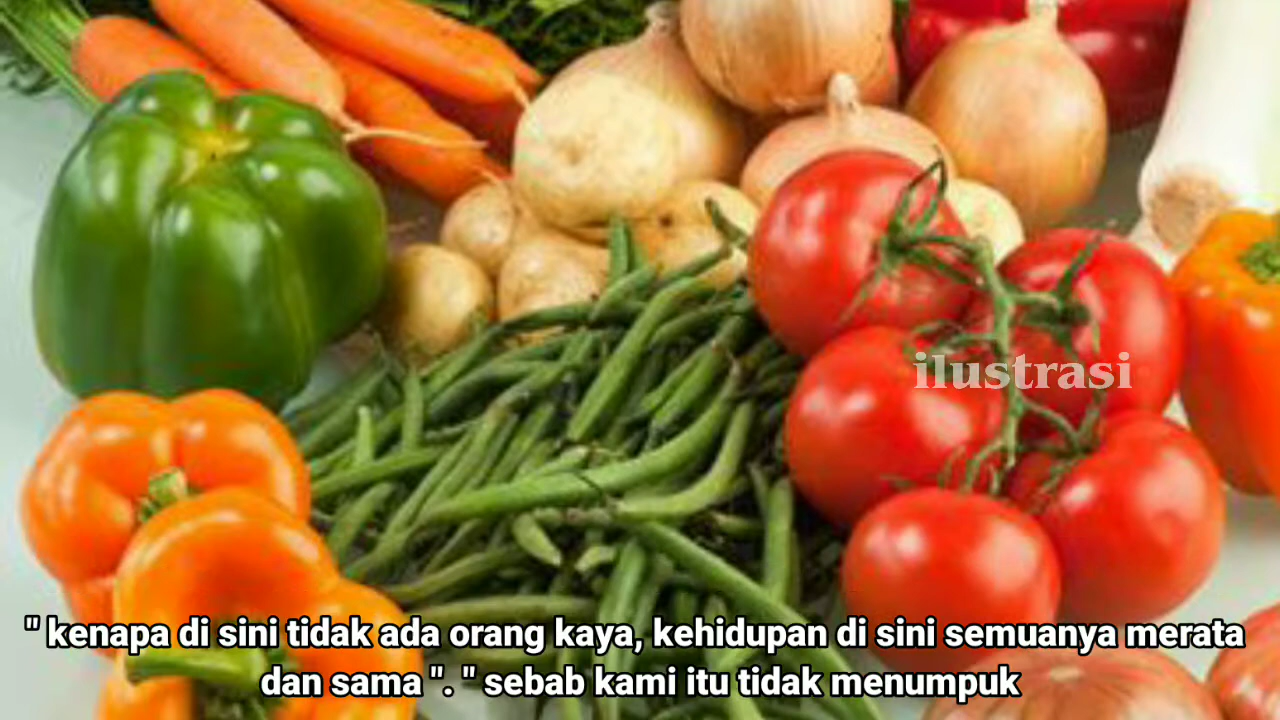 ilustrasi
" kenapa di sini tidak ada orang kaya, kehidupan di sini semuanya merata
dan sama ". " sebab kami itu tidak menumpuk